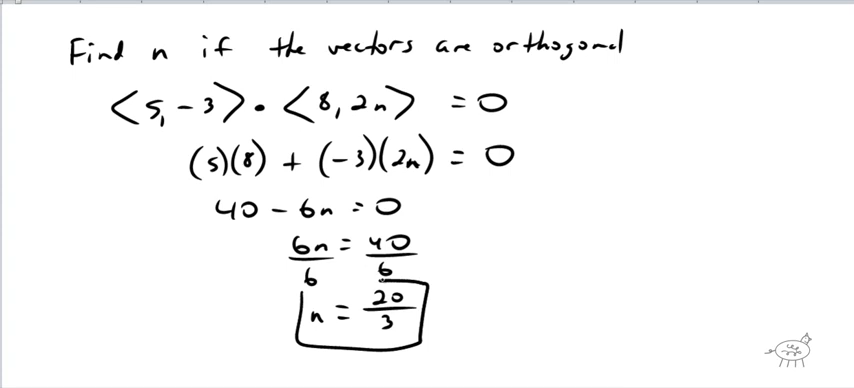 Find n if the vectors are orthogonal
<5, -3> • <8, 2n> = 0
(5)(8) + (-3)(2n) = 0
40 - 6n = 0
6n/6 = 40/6
n = 20/3